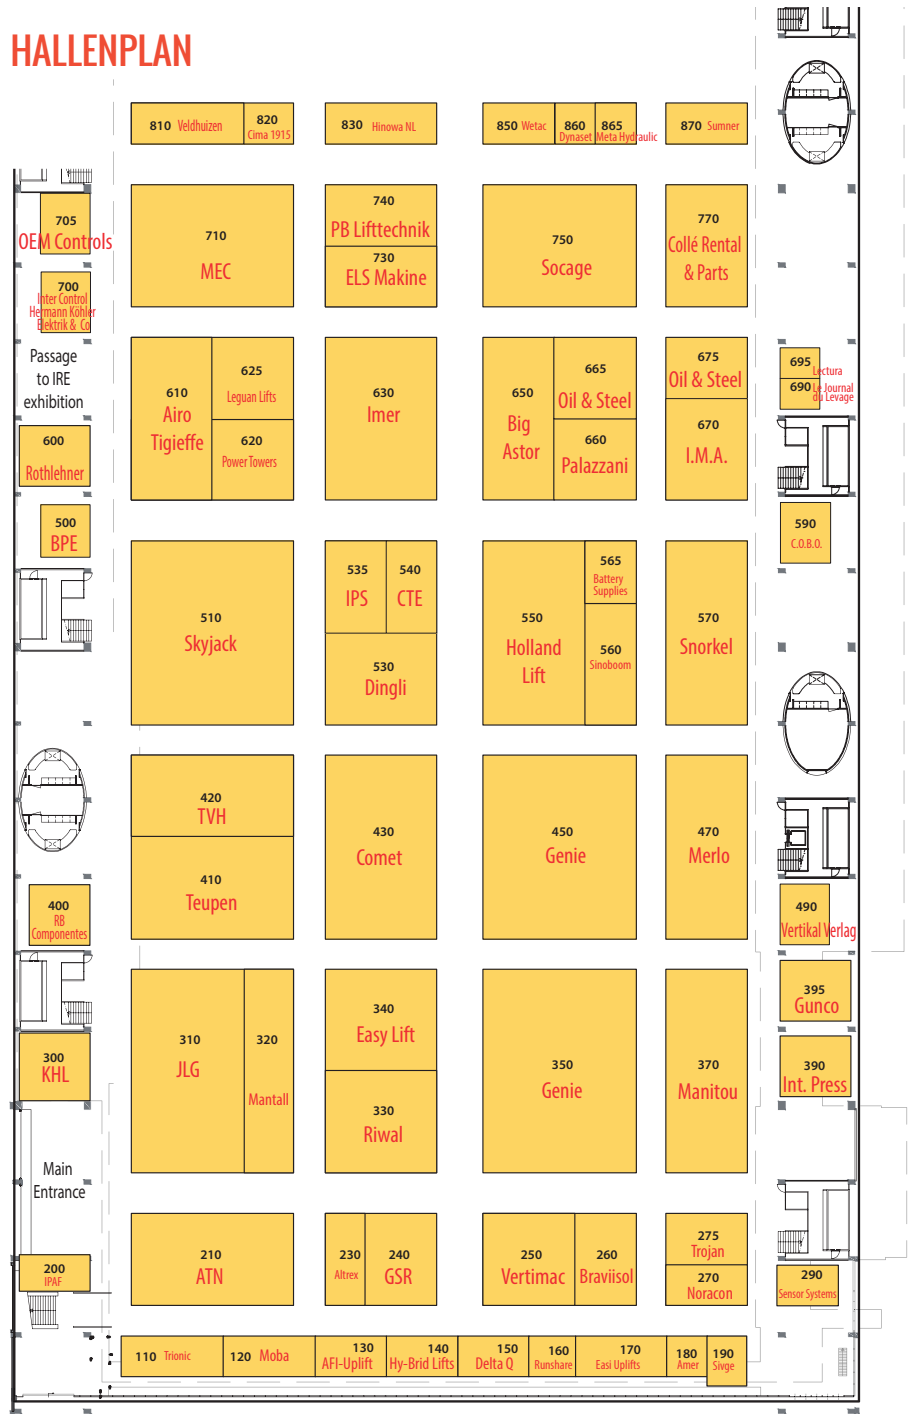 HALLENPLAN
810 Veldhuizen
820
Cima 1915
830 Hinowa NL
850 Wetac
860
Dynaset
865
Meta Hydraulic
870 Sumner
705
OEM Controls
710
MEC
740
PB Lifttechnik
730
ELS Makine
750
Socage
770
Collé Rental
& Parts
700
Inter Control
Hermann Köhler
Elektrik & Co
Passage
to IRE
exhibition
610
Airo
Tigieffe
625
Leguan Lifts
620
Power Towers
630
Imer
650
Big
Astor
665
Oil & Steel
660
Palazzani
675
Oil & Steel
670
I.M.A.
695
Lectura
690
Le Journal
du Levage
600
Rothlehner
500
BPE
590
C.O.B.O.
510
Skyjack
535
IPS
540
CTE
530
Dingli
550
Holland
Lift
565
Battery
Supplies
560
Sinoboom
570
Snorkel
420
TVH
410
Teupen
430
Comet
450
Genie
470
Merlo
400
RB
Componentes
490
Vertikal Verlag
395
Gunco
300
KHL
310
JLG
320
Mantall
340
Easy Lift
330
Riwal
350
Genie
370
Manitou
390
Int. Press
Main
Entrance
200
IPAF
210
ATN
230
Altrex
240
GSR
250
Vertimac
260
Braviisol
275
Trojan
270
Noracon
290
Sensor Systems
110 Trionic
120 Moba
130
AFI-Uplift
140
Hy-Brid Lifts
150
Delta Q
160
Runshare
170
Easi Uplifts
180
Amer
190
Sivge